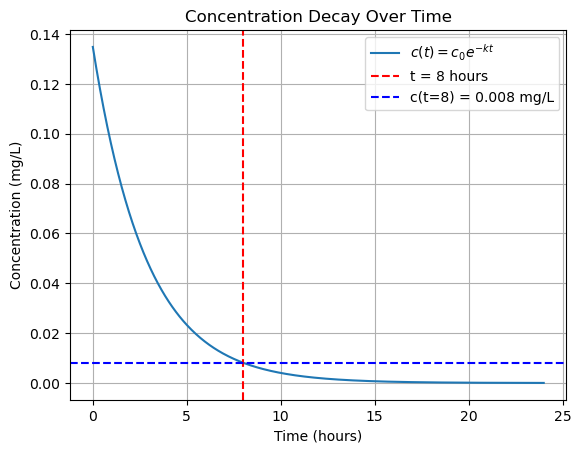 Concentration Decay Over Time
Concentration (mg/L)
0.14
0.12
0.10
0.08
0.06
0.04
0.02
0.00
c(t) = c₀e⁻ᵏᵗ
t = 8 hours
c(t=8) = 0.008 mg/L
0 5 10 15 20 25
Time (hours)